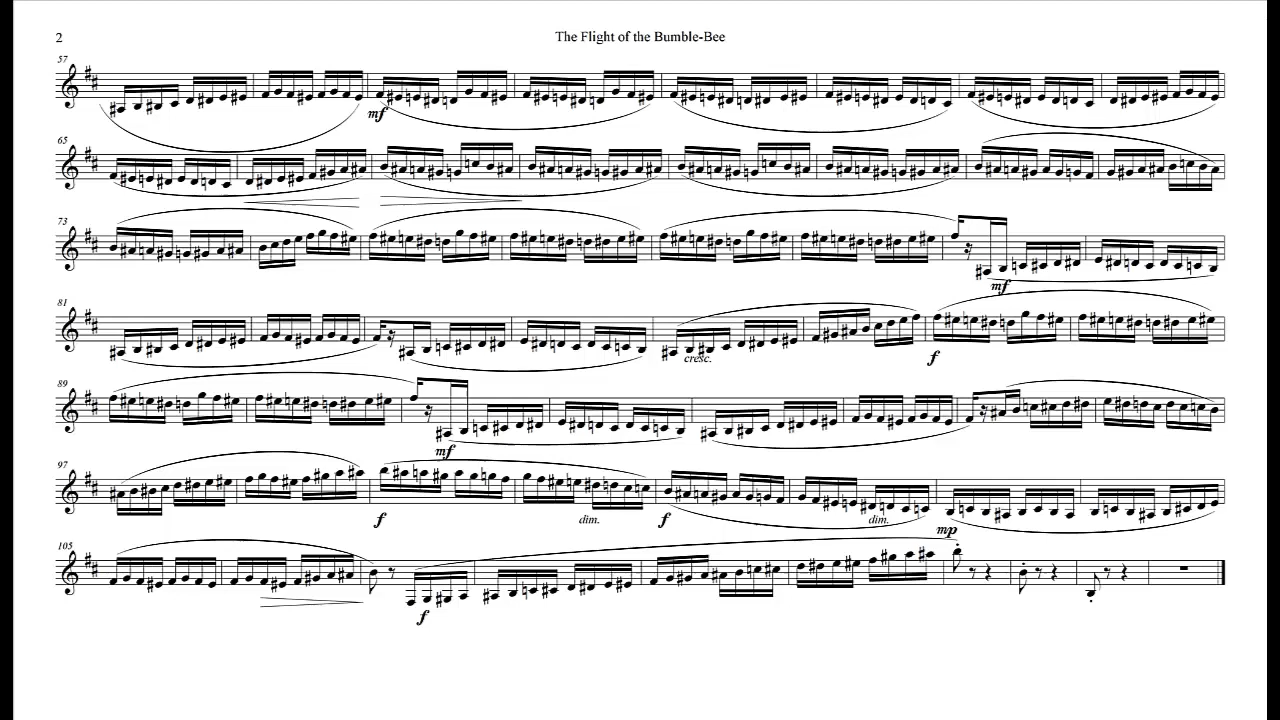 2
The Flight of the Bumble-Bee
57
mf
65
73
mf
81
cresc.
f
89
mf
97
f
dim.
f
dim.
mp
105
f